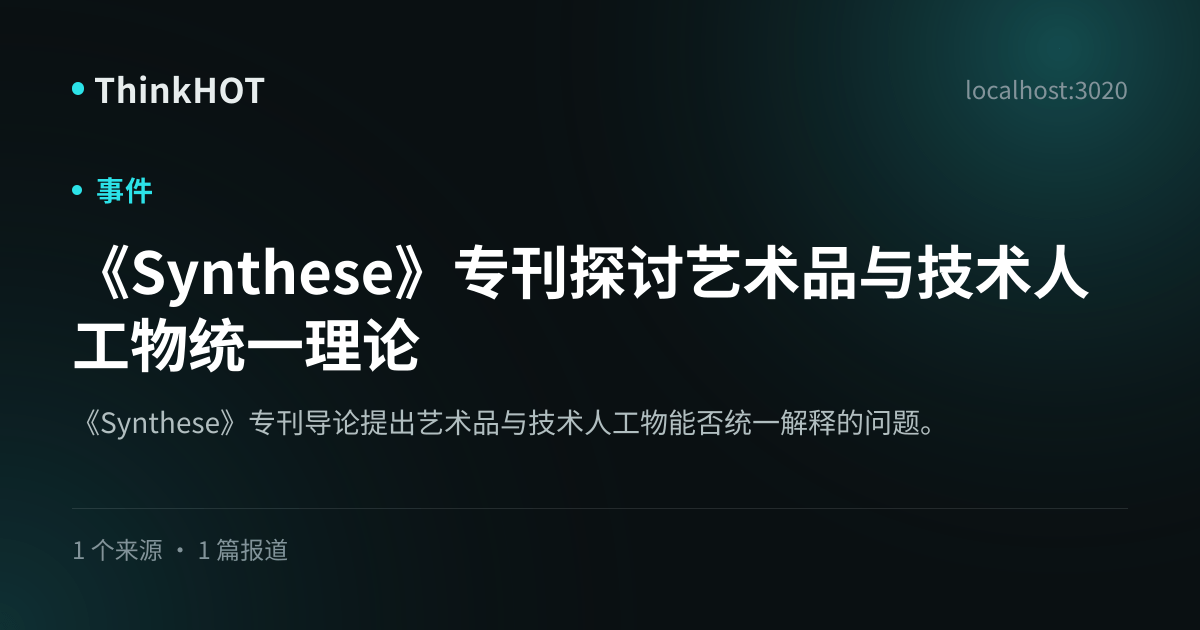 ThinkHOT
localhost:3020
事件
《Synthese》专刊探讨艺术品与技术人
工物统一理论
《Synthese》专刊导论提出艺术品与技术人工物能否统一解释的问题。
1 个来源 · 1 篇报道